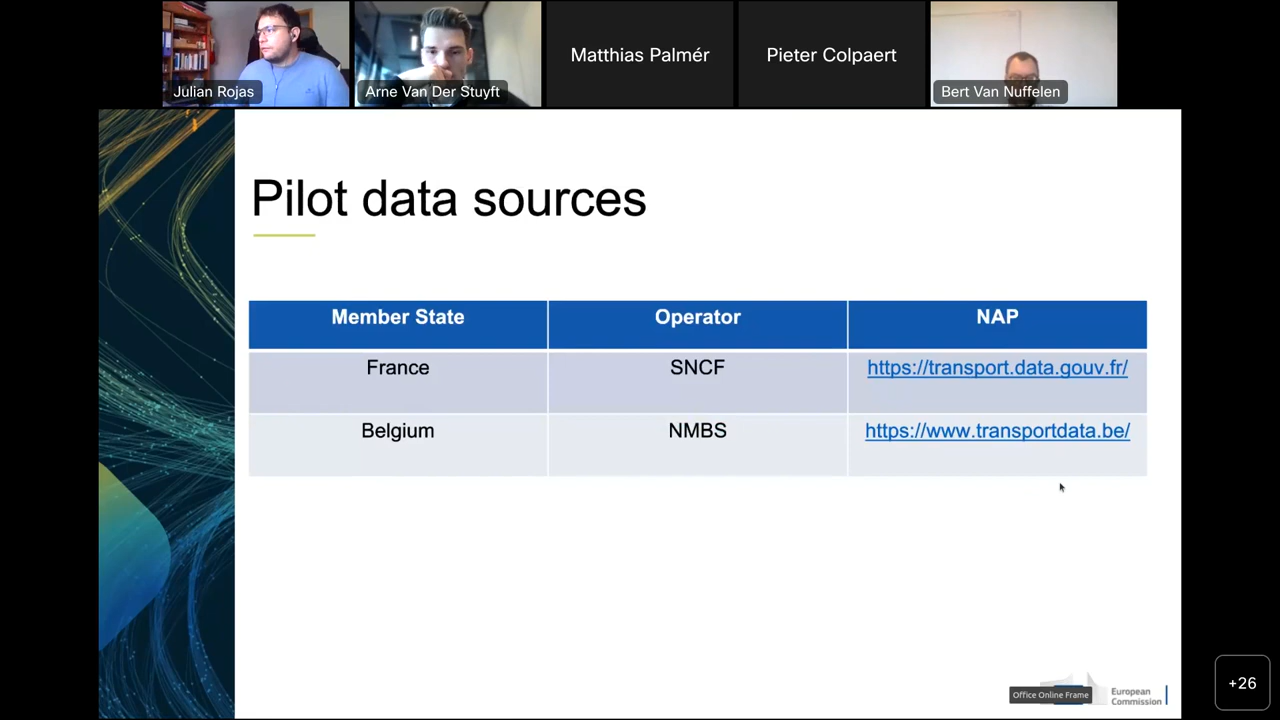 Julian Rojas
Arne Van Der Stuyft
Matthias Palmér
Pieter Colpaert
Bert Van Nuffelen
Pilot data sources
Member State
Operator
NAP
France
SNCF
https://transport.data.gouv.fr/
Belgium
NMBS
https://www.transportdata.be/
Office Online Frame
European
Commission
+26